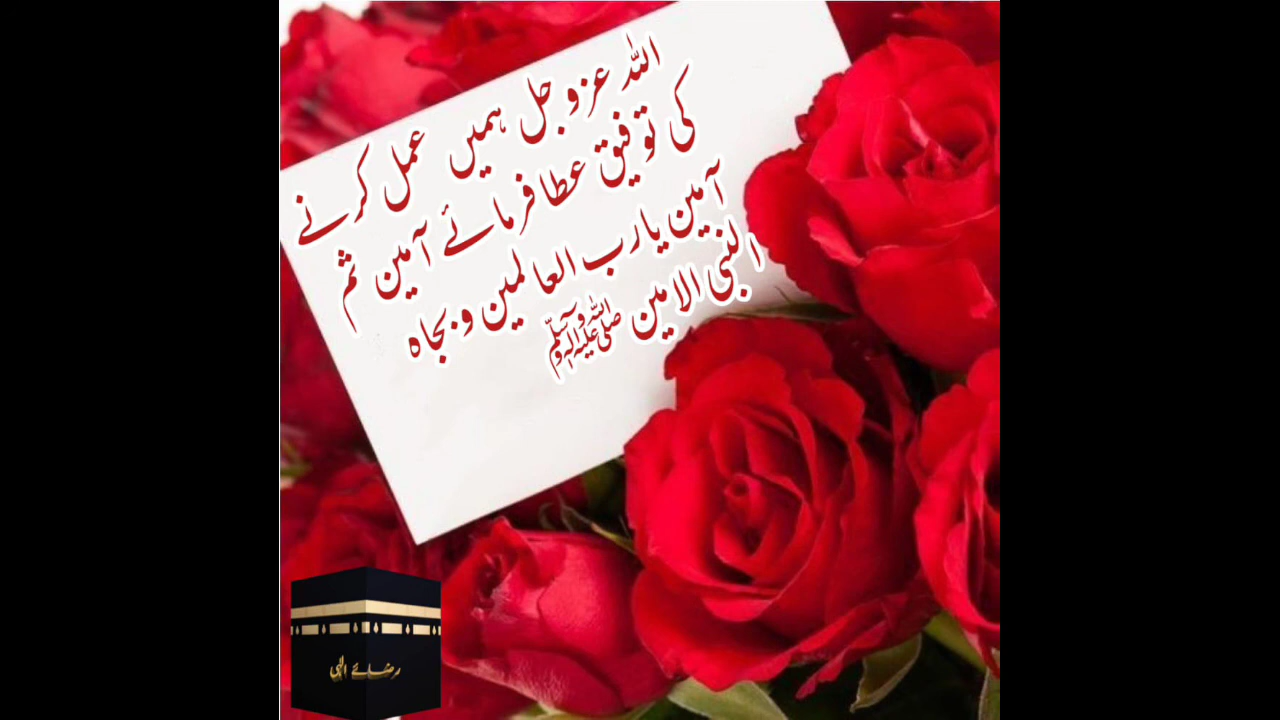 اللہ عزوجل ہمیں عمل کرنے
کی توفیق عطا فرمائے آمین ثم
آمین یارب العالمین وبجاہ
النبی الامین صلی اللہ علیہ وآلہ وسلم
رضائے الٰہی